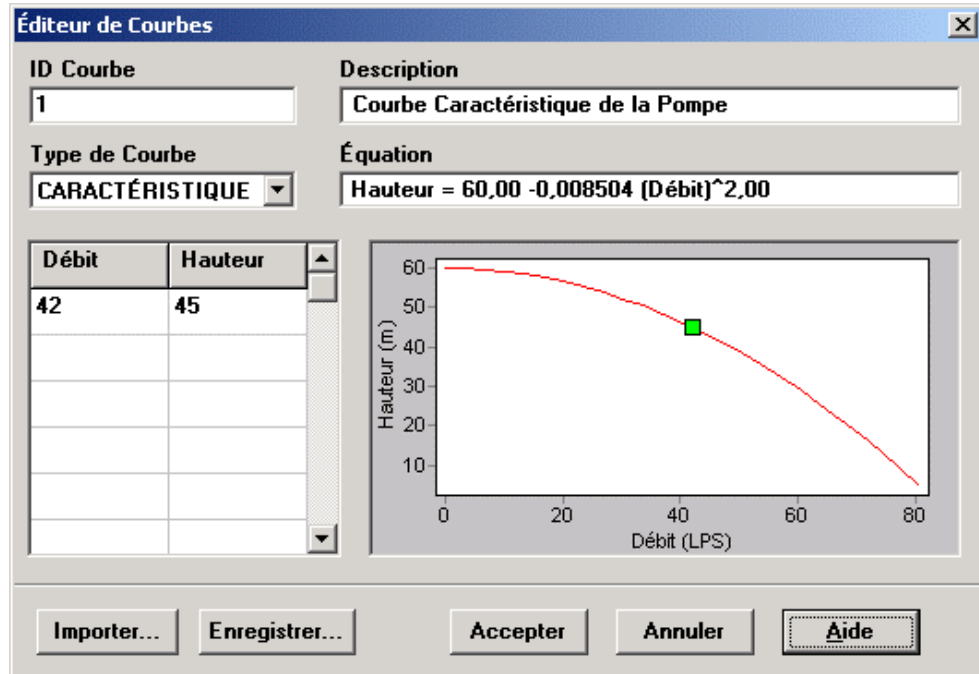 Éditeur de Courbes
ID Courbe
Description
1
Courbe Caractéristique de la Pompe
Type de Courbe
Équation
CARACTÉRISTIQUE
Hauteur = 60,00 -0,008504 (Débit)^2,00
Débit Hauteur
42 45
60
50
40
30
20
10
Hauteur (m)
0 20 40 60 80
Débit (LPS)
Importer... Enregistrer... Accepter Annuler Aide